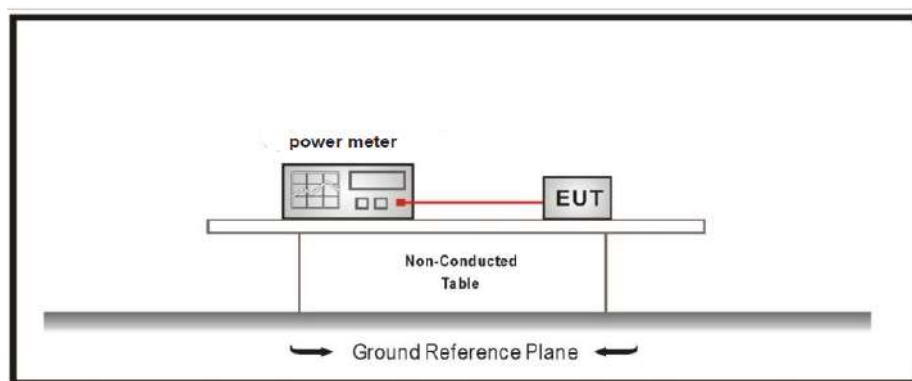 power meter
EUT
Non-Conducted
Table
Ground Reference Plane